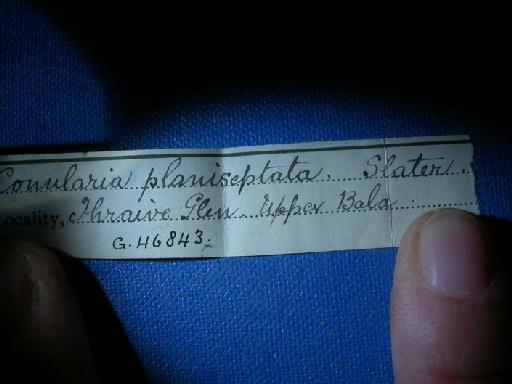 Conularia planiseptata. Slater.
Locality, Thraive Glen. Upper Bala.
G. 46843.